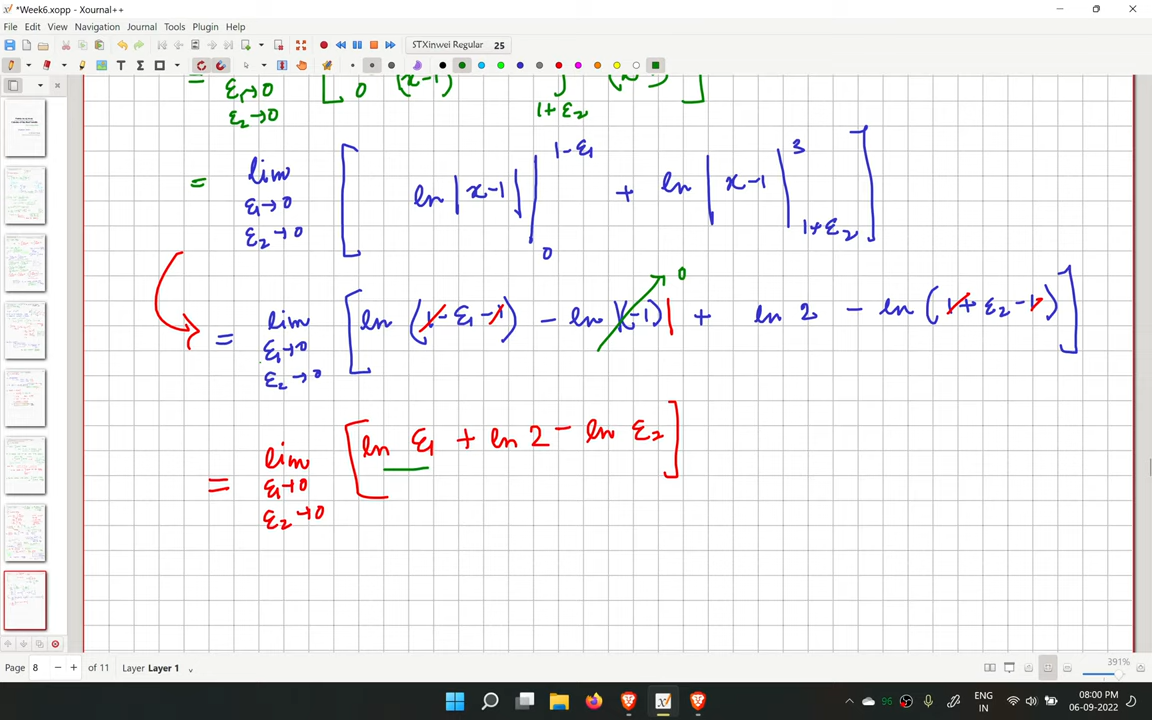 *Week6.xopp - Xournal++
File Edit View Navigation Journal Tools Plugin Help
STXinwei Regular 25
= ε₁→0 [ 0 (x-1)
ε₂→0 1+ε₂ ]
= lim ε₁→0 ε₂→0 [ ln |x-1| |₀^(1-ε₁) + ln |x-1| |_(1+ε₂)^3 ]
= lim ε₁→0 ε₂→0 [ ln (1-ε₁-1) - ln |(-1)| → 0 + ln 2 - ln (1+ε₂-1) ]
= lim ε₁→0 ε₂→0 [ ln ε₁ + ln 2 - ln ε₂ ]
Page 8 of 11 Layer Layer 1
391%
96 ENG IN 08:00 PM 06-09-2022